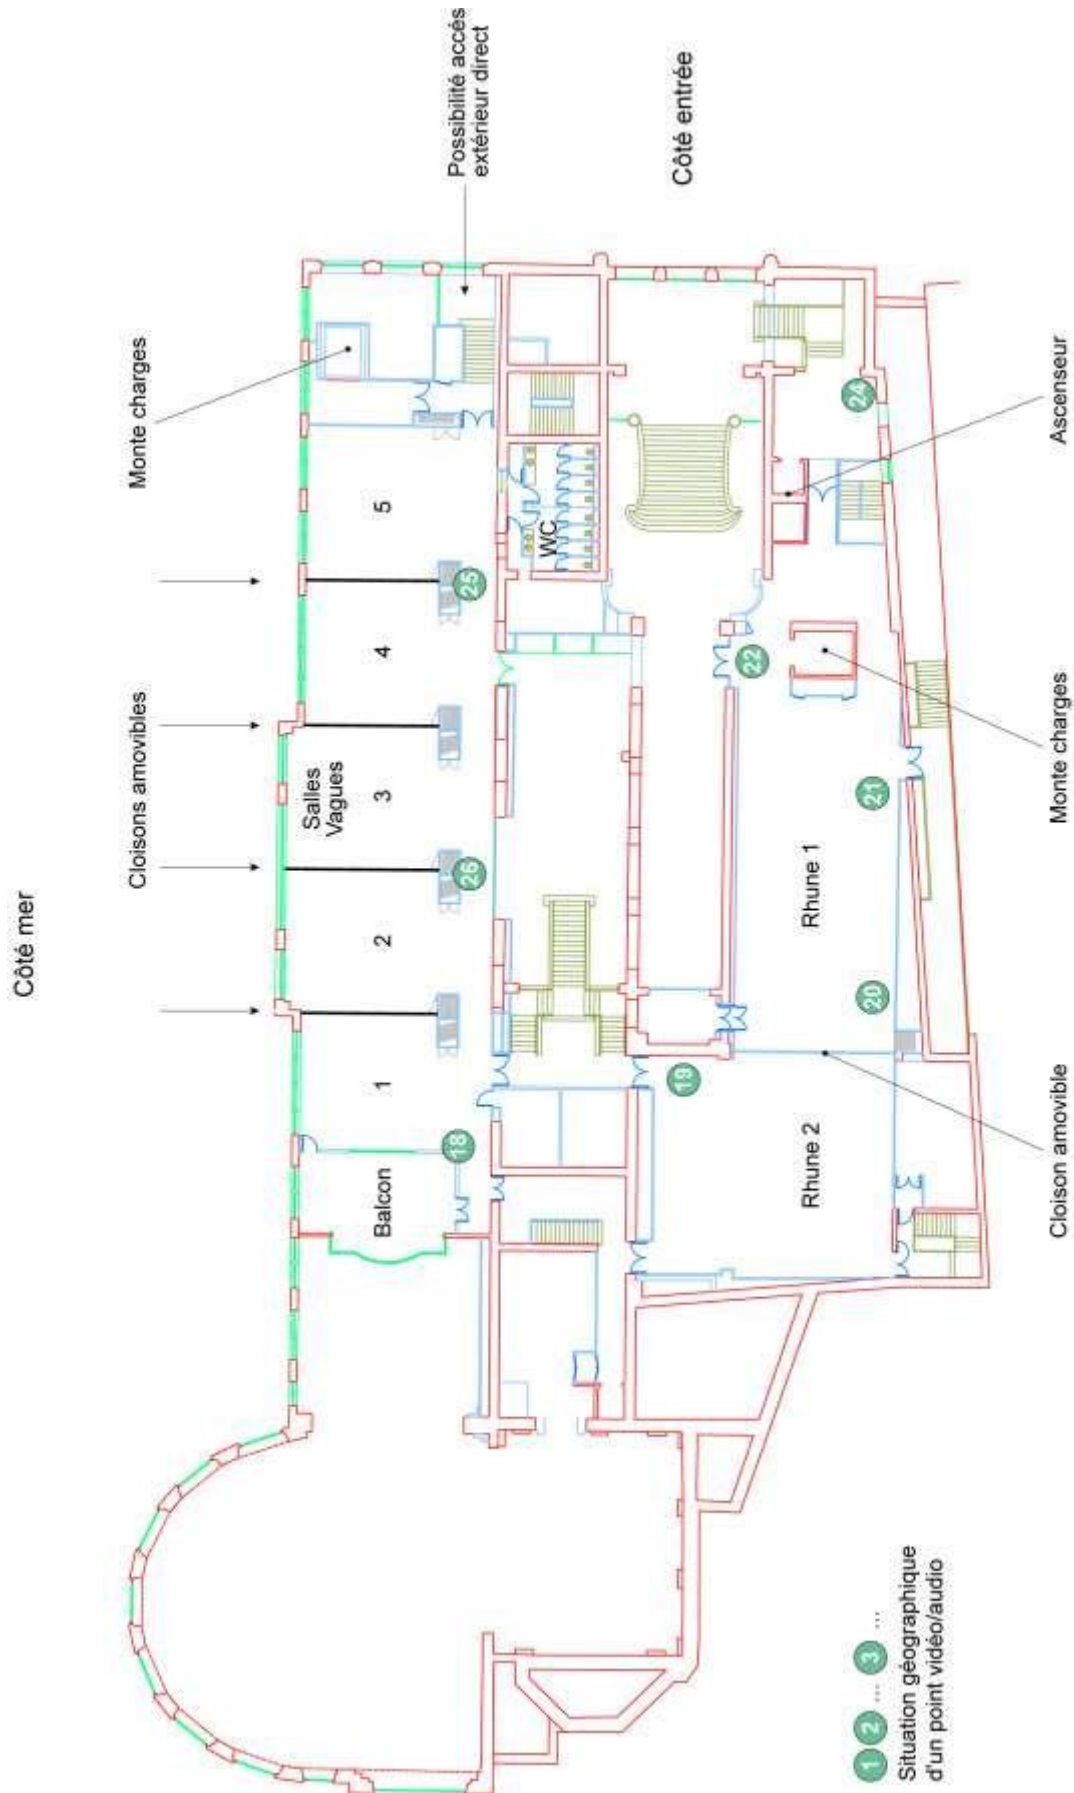 Côté mer
Cloisons amovibles
Monte charges
Possibilité accés
extérieur direct
Côté entrée
Balcon
1
2
Salles
Vagues
3
4
5
WC
18
26
25
19
22
Rhune 2
Rhune 1
20
21
24
Cloison amovible
Monte charges
Ascenseur
1 2 ... 3 ...
Situation géographique
d'un point vidéo/audio